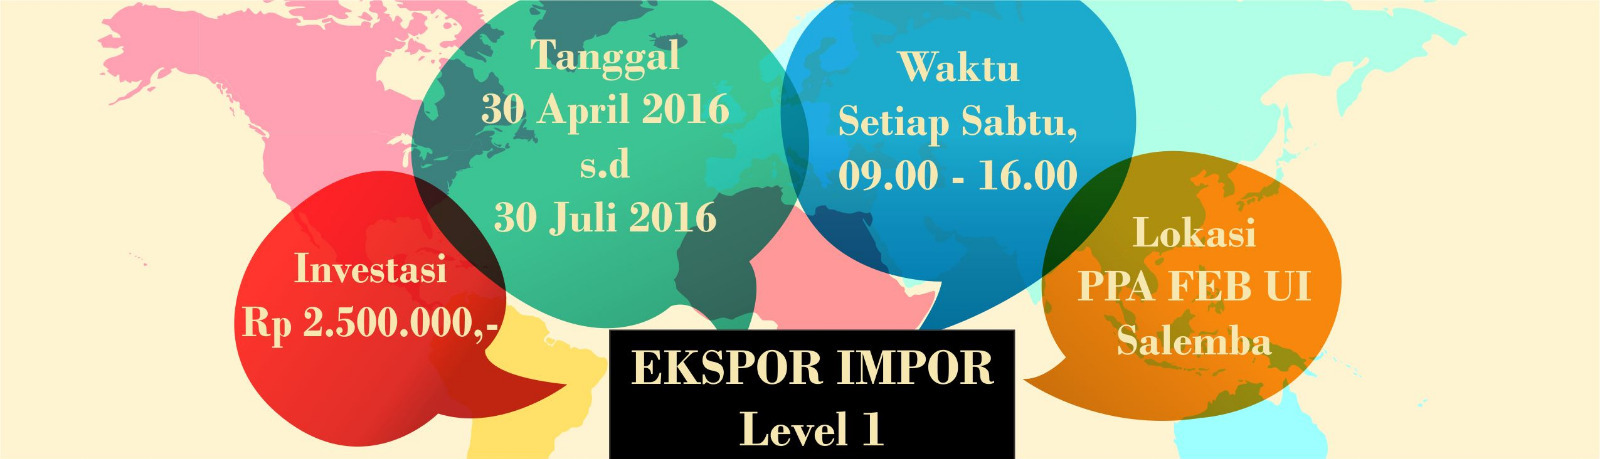 Tanggal
30 April 2016
s.d
30 Juli 2016
Waktu
Setiap Sabtu,
09.00 - 16.00
Investasi
Rp 2.500.000,-
Lokasi
PPA FEB UI
Salemba
EKSPOR IMPOR
Level 1